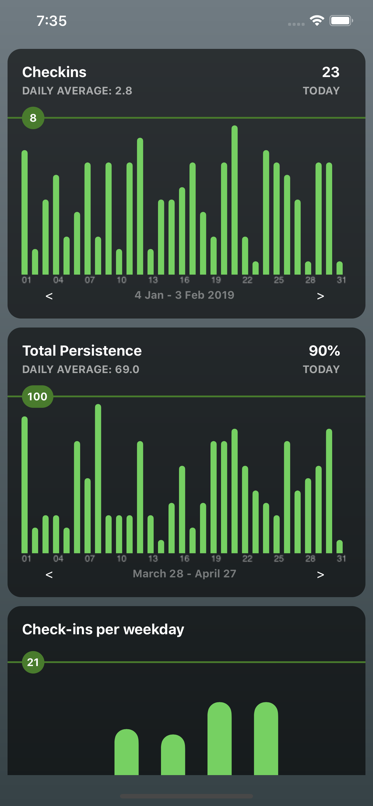 7:35
Checkins 23
DAILY AVERAGE: 2.8 TODAY
8
01 04 07 10 13 16 19 22 25 28 31
< 4 Jan - 3 Feb 2019 >
Total Persistence 90%
DAILY AVERAGE: 69.0 TODAY
100
01 04 07 10 13 16 19 22 25 28 31
< March 28 - April 27 >
Check-ins per weekday
21